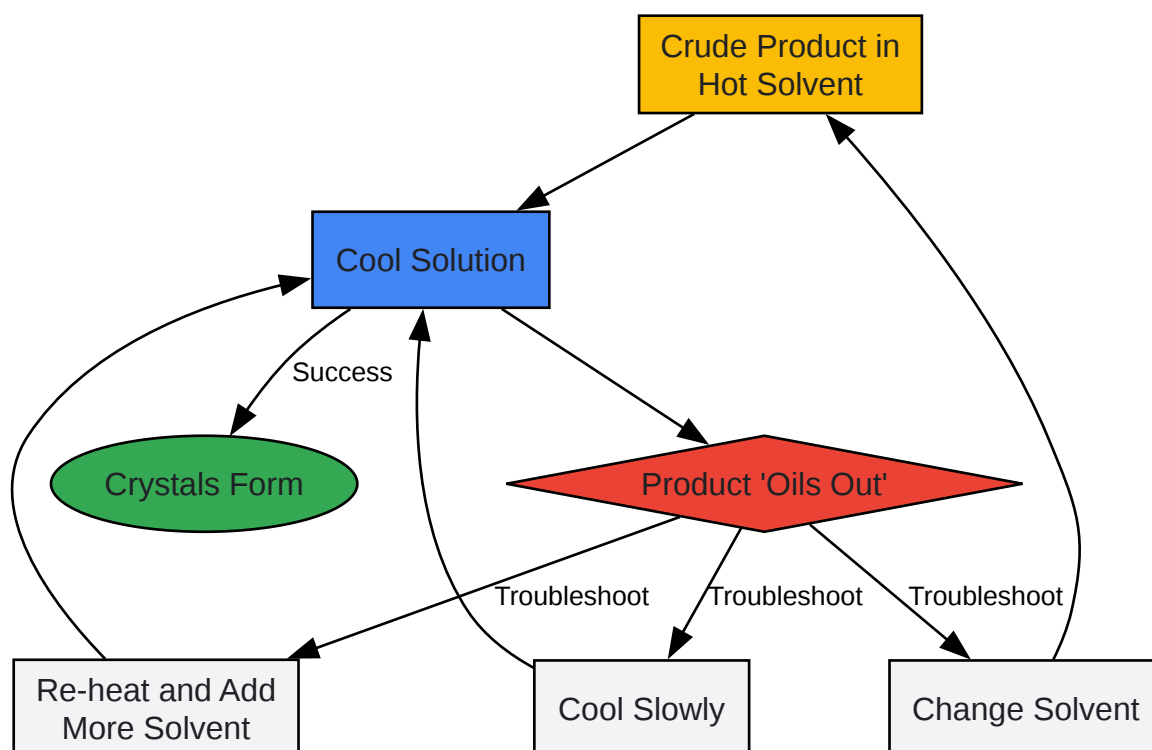 Crude Product in
Hot Solvent
Cool Solution
Success
Crystals Form
Product 'Oils Out'
Troubleshoot
Troubleshoot
Troubleshoot
Re-heat and Add
More Solvent
Cool Slowly
Change Solvent